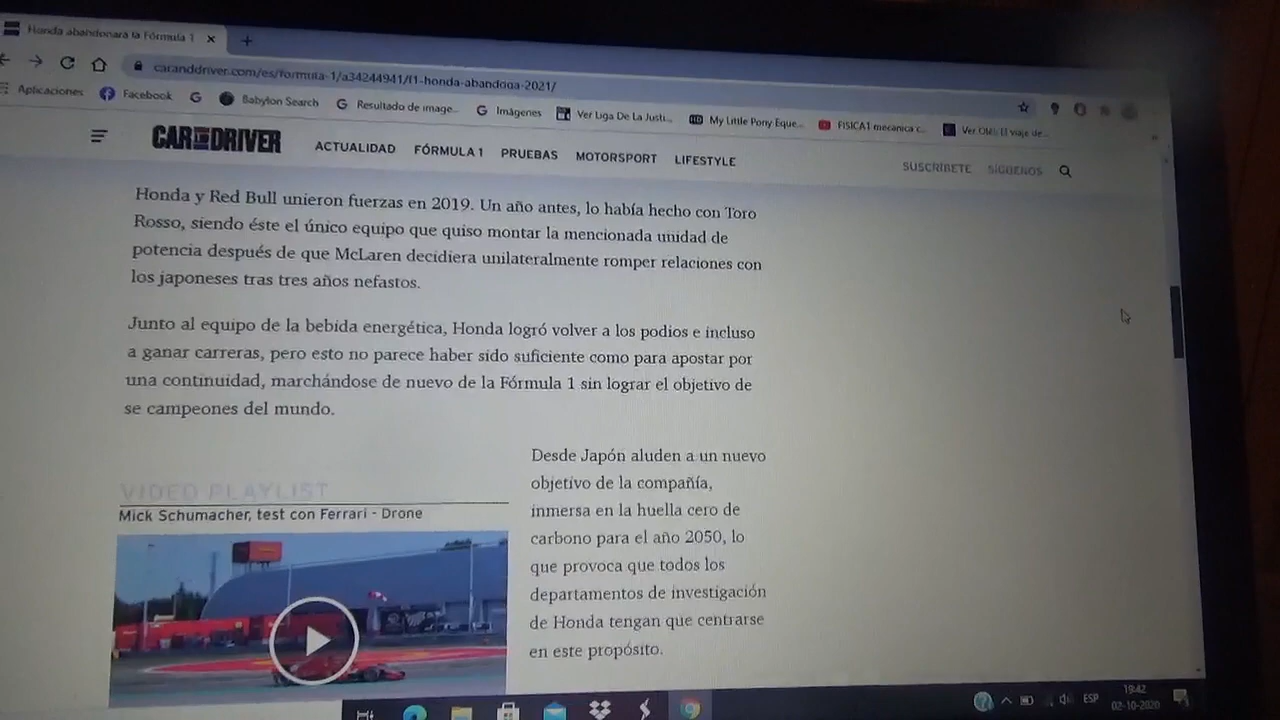 Honda abandonará la Fórmula 1
caranddriver.com/es/formula-1/a34244941/f1-honda-abandona-2021/
Aplicaciones Facebook Babylon Search Resultado de image... Imágenes Ver Liga De La Justi... My Little Pony Eque... FISICA1 mecanica c... Ver Olé: El viaje de...
CAR AND DRIVER ACTUALIDAD FÓRMULA 1 PRUEBAS MOTORSPORT LIFESTYLE SUSCRÍBETE SÍGUENOS
Honda y Red Bull unieron fuerzas en 2019. Un año antes, lo había hecho con Toro
Rosso, siendo éste el único equipo que quiso montar la mencionada unidad de
potencia después de que McLaren decidiera unilateralmente romper relaciones con
los japoneses tras tres años nefastos.
Junto al equipo de la bebida energética, Honda logró volver a los podios e incluso
a ganar carreras, pero esto no parece haber sido suficiente como para apostar por
una continuidad, marchándose de nuevo de la Fórmula 1 sin lograr el objetivo de
se campeones del mundo.
VIDEO PLAYLIST
Mick Schumacher, test con Ferrari - Drone
Desde Japón aluden a un nuevo
objetivo de la compañía,
inmersa en la huella cero de
carbono para el año 2050, lo
que provoca que todos los
departamentos de investigación
de Honda tengan que centrarse
en este propósito.
ESP
19:42
02-10-2020